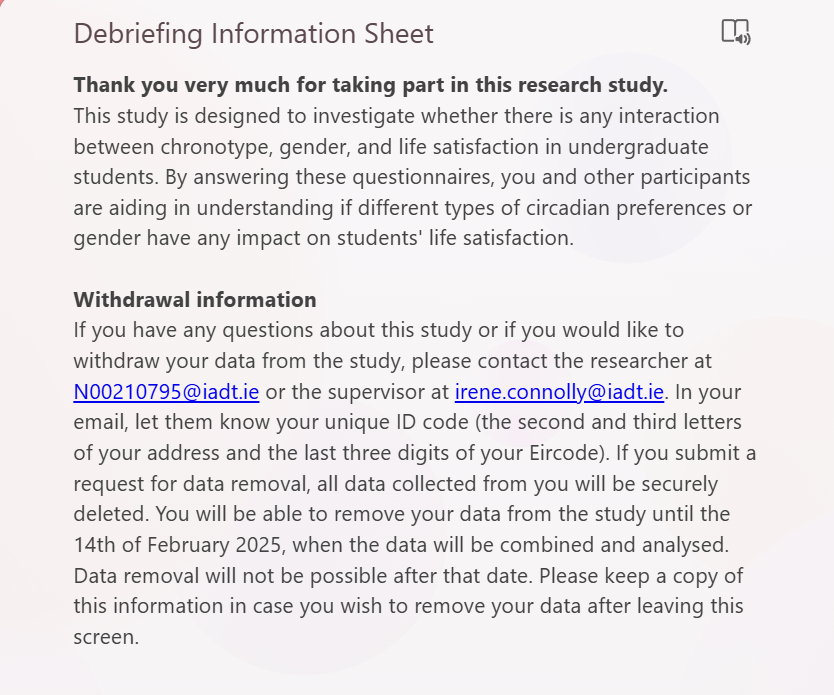 Debriefing Information Sheet
Thank you very much for taking part in this research study.
This study is designed to investigate whether there is any interaction
between chronotype, gender, and life satisfaction in undergraduate
students. By answering these questionnaires, you and other participants
are aiding in understanding if different types of circadian preferences or
gender have any impact on students' life satisfaction.
Withdrawal information
If you have any questions about this study or if you would like to
withdraw your data from the study, please contact the researcher at
N00210795@iadt.ie or the supervisor at irene.connolly@iadt.ie. In your
email, let them know your unique ID code (the second and third letters
of your address and the last three digits of your Eircode). If you submit a
request for data removal, all data collected from you will be securely
deleted. You will be able to remove your data from the study until the
14th of February 2025, when the data will be combined and analysed.
Data removal will not be possible after that date. Please keep a copy of
this information in case you wish to remove your data after leaving this
screen.